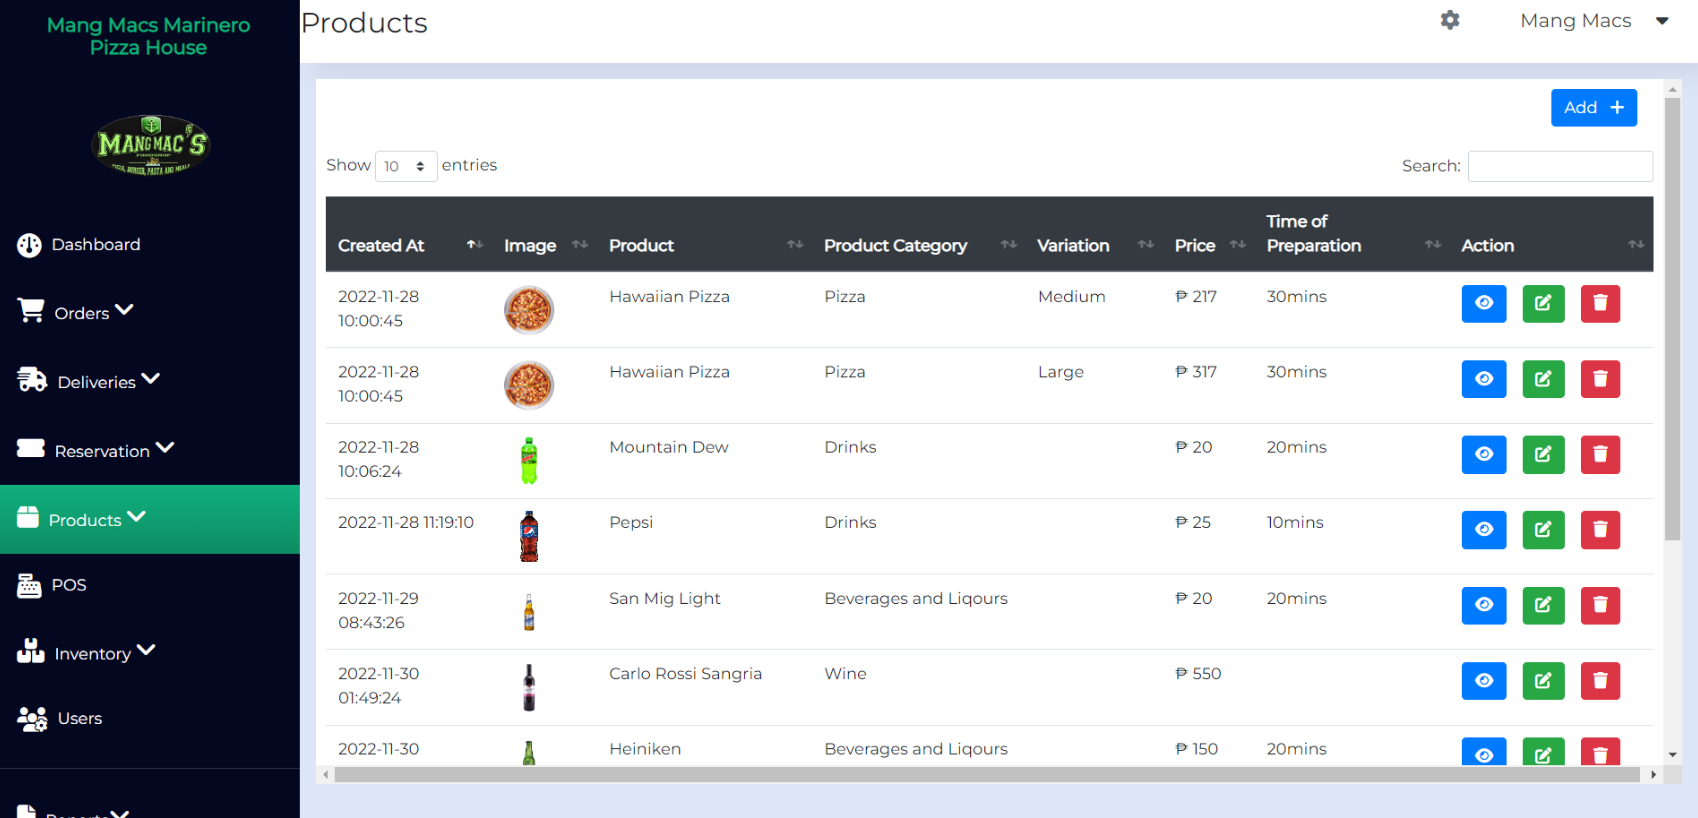 Mang Macs Marinero
Pizza House
MANG MAC'S
PIZZA, BURGER, PASTA AND MEALS
Dashboard
Orders
Deliveries
Reservation
Products
POS
Inventory
Users
Reports
Products
Mang Macs
Add +
Show 10 entries
Search:
Created At Image Product Product Category Variation Price Time of Preparation Action
2022-11-28 10:00:45 Hawaiian Pizza Pizza Medium ₱ 217 30mins
2022-11-28 10:00:45 Hawaiian Pizza Pizza Large ₱ 317 30mins
2022-11-28 10:06:24 Mountain Dew Drinks ₱ 20 20mins
2022-11-28 11:19:10 Pepsi Drinks ₱ 25 10mins
2022-11-29 08:43:26 San Mig Light Beverages and Liqours ₱ 20 20mins
2022-11-30 01:49:24 Carlo Rossi Sangria Wine ₱ 550
2022-11-30 Heiniken Beverages and Liqours ₱ 150 20mins